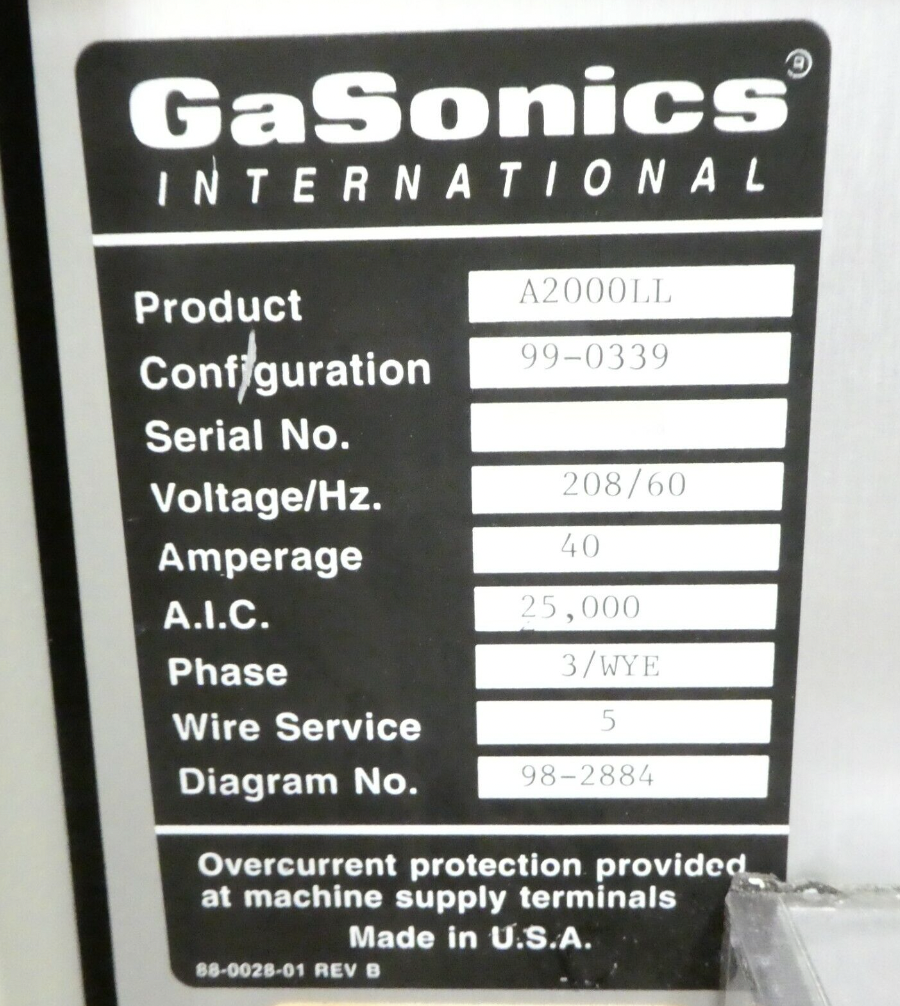 GaSonics®
INTERNATIONAL
Product A2000LL
Configuration 99-0339
Serial No.
Voltage/Hz. 208/60
Amperage 40
A.I.C. 25,000
Phase 3/WYE
Wire Service 5
Diagram No. 98-2884
Overcurrent protection provided
at machine supply terminals
Made in U.S.A.
88-0028-01 REV B